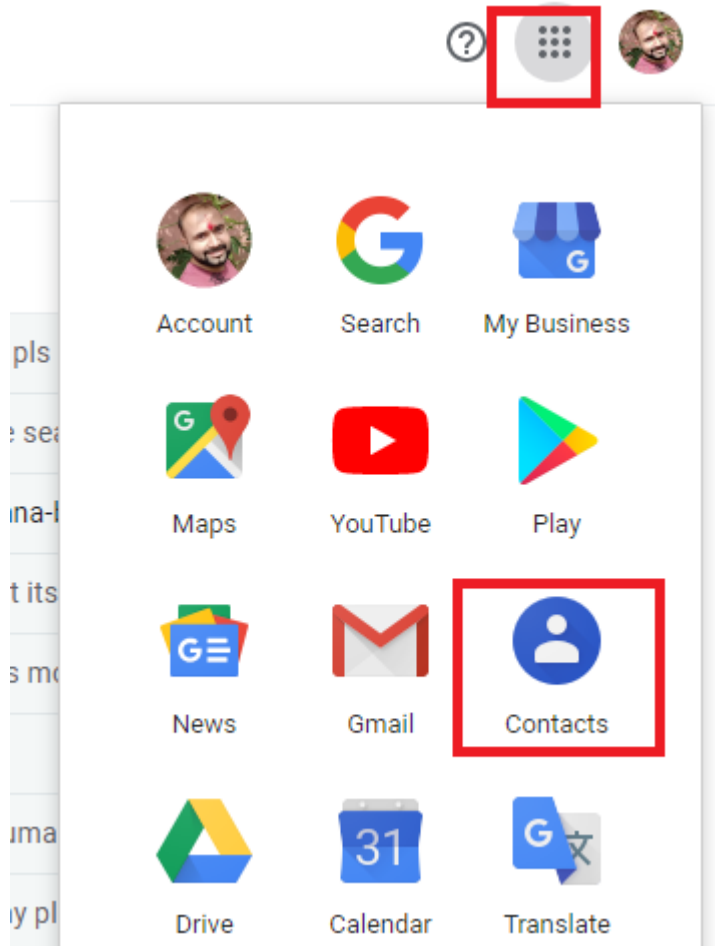 Account Search My Business
pls
Maps YouTube Play
t its
News Gmail Contacts
31
Drive Calendar Translate